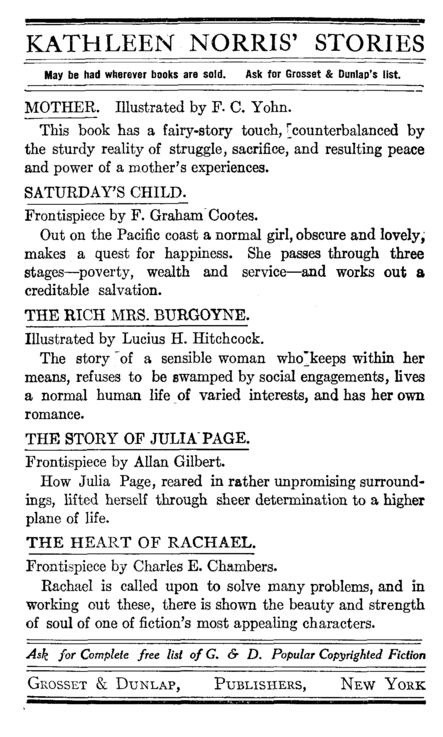 KATHLEEN NORRIS' STORIES
May be had wherever books are sold. Ask for Grosset & Dunlap's list.
MOTHER. Illustrated by F. C. Yohn.
This book has a fairy-story touch, counterbalanced by
the sturdy reality of struggle, sacrifice, and resulting peace
and power of a mother's experiences.
SATURDAY'S CHILD.
Frontispiece by F. Graham Cootes.
Out on the Pacific coast a normal girl, obscure and lovely,
makes a quest for happiness. She passes through three
stages—poverty, wealth and service—and works out a
creditable salvation.
THE RICH MRS. BURGOYNE.
Illustrated by Lucius H. Hitchcock.
The story of a sensible woman who keeps within her
means, refuses to be swamped by social engagements, lives
a normal human life of varied interests, and has her own
romance.
THE STORY OF JULIA PAGE.
Frontispiece by Allan Gilbert.
How Julia Page, reared in rather unpromising surround-
ings, lifted herself through sheer determination to a higher
plane of life.
THE HEART OF RACHAEL.
Frontispiece by Charles E. Chambers.
Rachael is called upon to solve many problems, and in
working out these, there is shown the beauty and strength
of soul of one of fiction's most appealing characters.
Ask for Complete free list of G. & D. Popular Copyrighted Fiction
GROSSET & DUNLAP, PUBLISHERS, NEW YORK